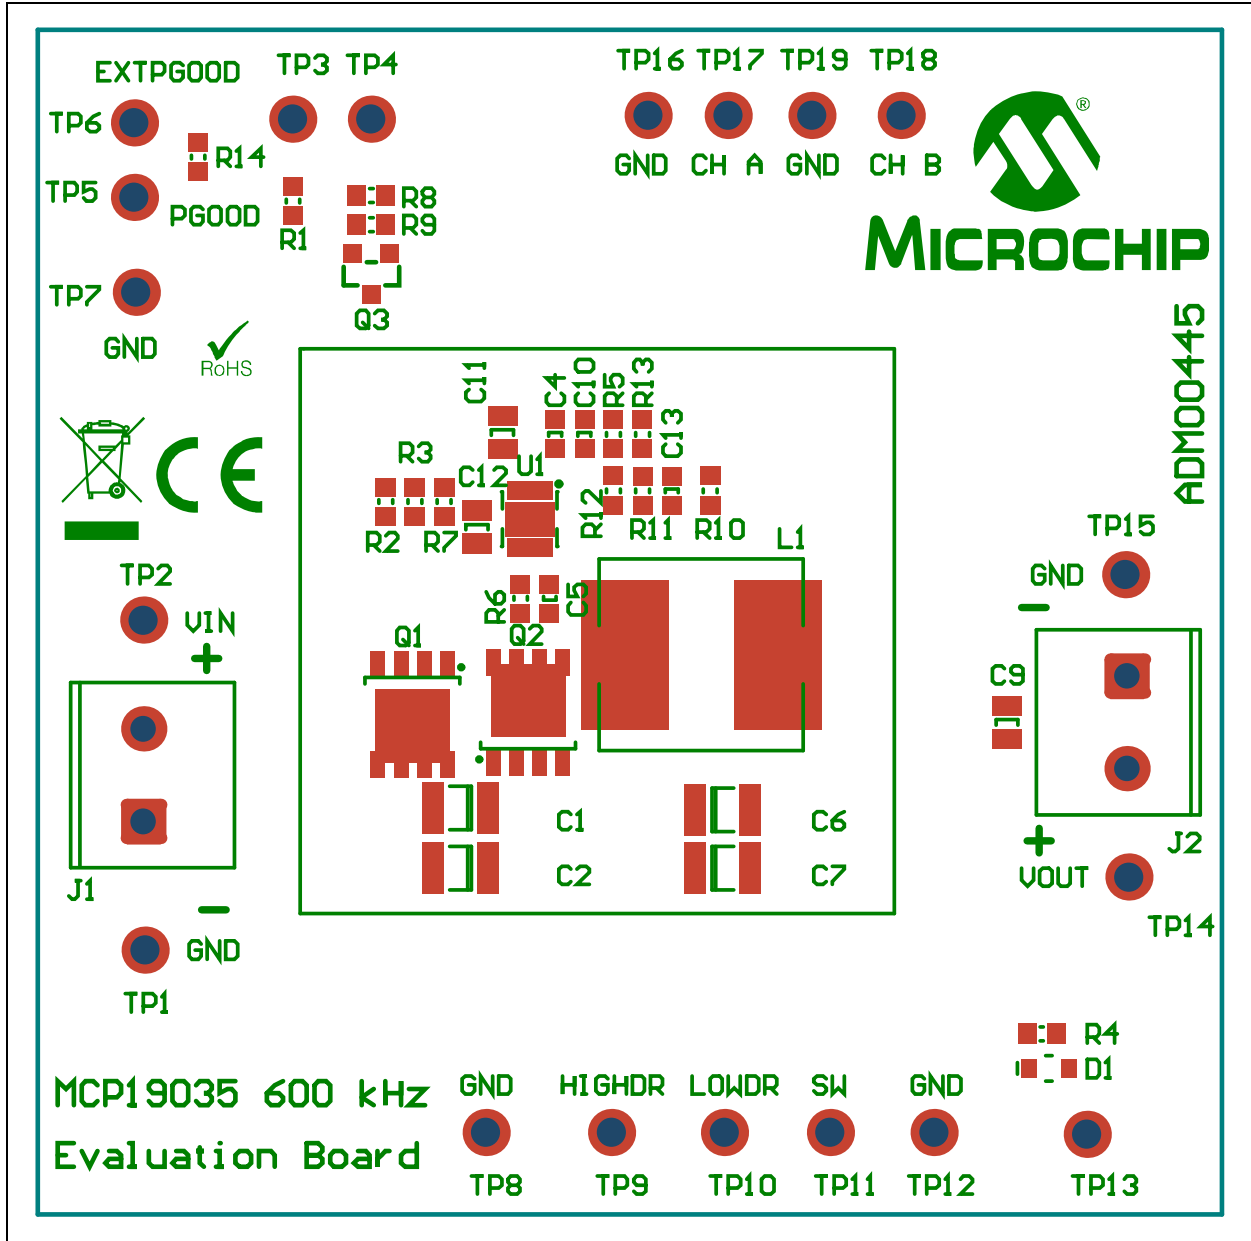 EXTPGOOD
TP3
TP4
TP16
TP17
TP19
TP18
®
TP6
R14
GND
CH A
GND
CH B
TP5
PGOOD
R1
R8
R9
MICROCHIP
TP7
GND
Q3
RoHS
ADM00445
C11
C4
C10
R5
R13
C13
R3
C12
U1
R2
R7
R12
R11
R10
L1
TP15
GND
−
TP2
VIN
+
R6
C5
Q1
Q2
C9
C1
C6
C2
C7
J1
−
GND
TP1
+
J2
VOUT
TP14
R4
D1
MCP19035 600 kHz
Evaluation Board
GND
HIGHDR
LOWDR
SW
GND
TP8
TP9
TP10
TP11
TP12
TP13
CE